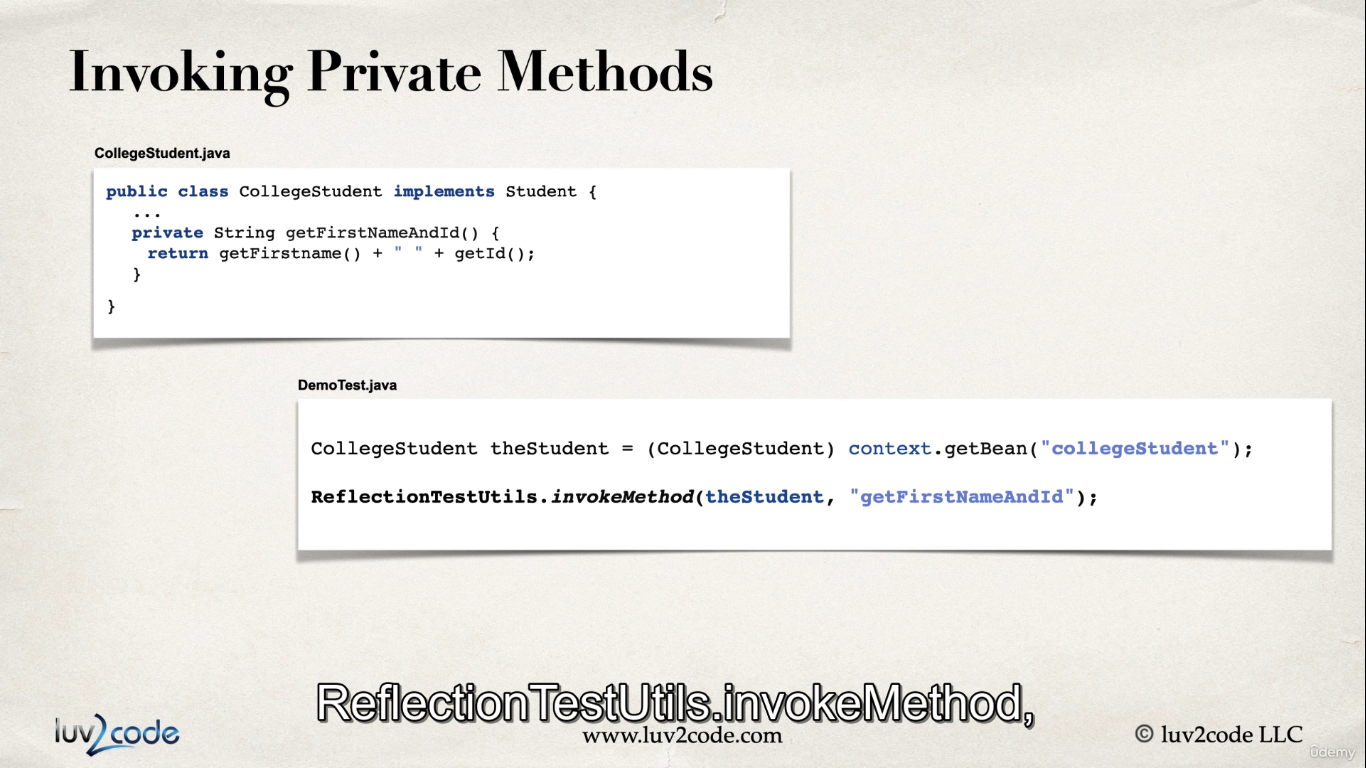 Invoking Private Methods
CollegeStudent.java
public class CollegeStudent implements Student {
...
private String getFirstNameAndId() {
return getFirstname() + " " + getId();
}
}
DemoTest.java
CollegeStudent theStudent = (CollegeStudent) context.getBean("collegeStudent");
ReflectionTestUtils.invokeMethod(theStudent, "getFirstNameAndId");
ReflectionTestUtils.invokeMethod,
luv2code
www.luv2code.com
© luv2code LLC
ûdemy